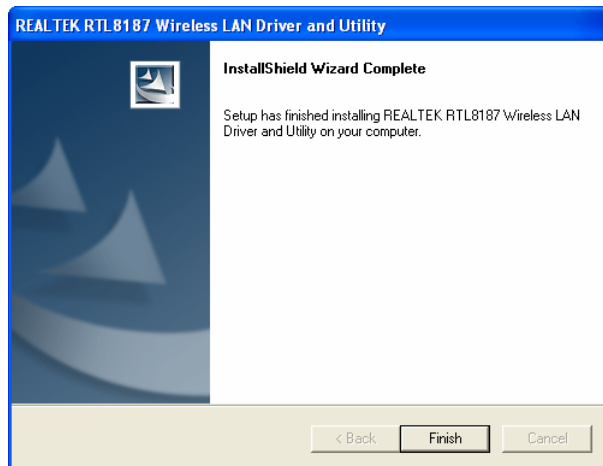 REALTEK RTL8187 Wireless LAN Driver and Utility
InstallShield Wizard Complete
Setup has finished installing REALTEK RTL8187 Wireless LAN
Driver and Utility on your computer.
< Back Finish Cancel